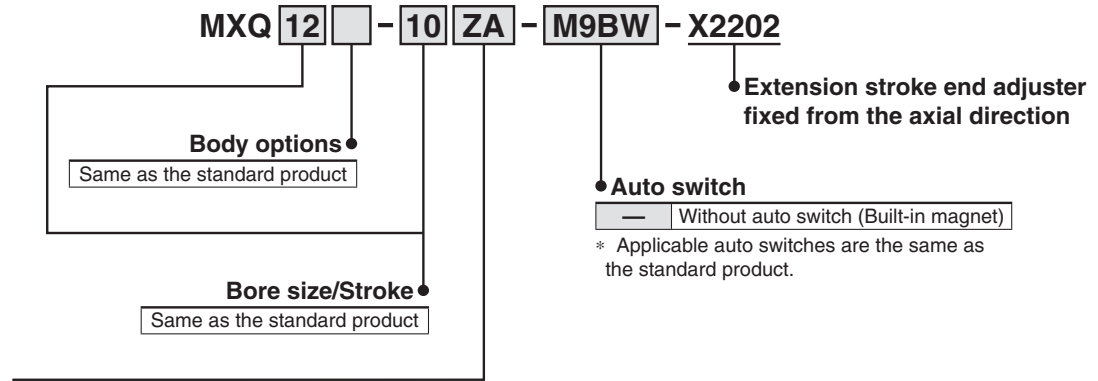 MXQ 12 - 10 ZA - M9BW - X2202
Extension stroke end adjuster
fixed from the axial direction
Body options
Same as the standard product
Auto switch
— Without auto switch (Built-in magnet)
* Applicable auto switches are the same as
the standard product.
Bore size/Stroke
Same as the standard product